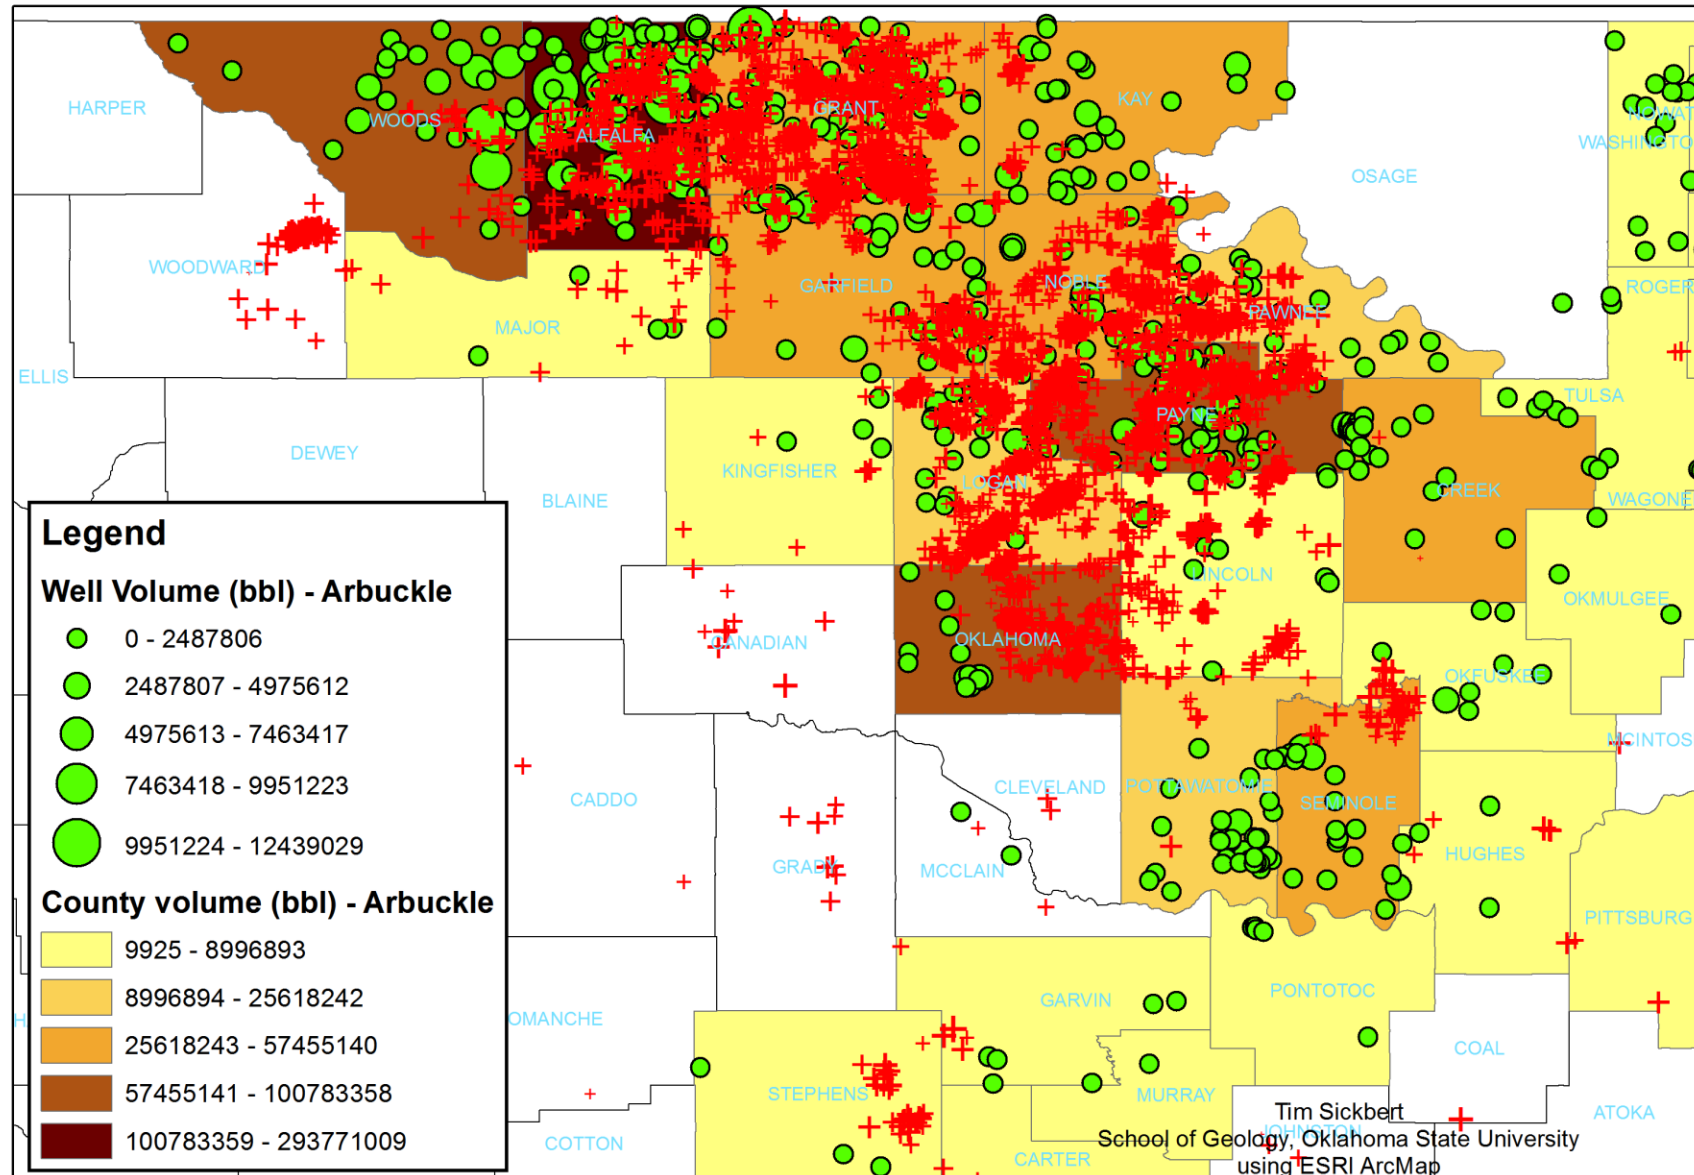 HARPER
WOODS
ALFALFA
GRANT
KAY
OSAGE
NOWAT
WASHINGTO
WOODWARD
MAJOR
GARFIELD
NOBLE
PAWNEE
ROGER
ELLIS
DEWEY
BLAINE
KINGFISHER
LOGAN
PAYNE
CREEK
TULSA
WAGONE
LINCOLN
OKMULGEE
CANADIAN
OKLAHOMA
OKFUSKEE
MCINTOS
CADDO
CLEVELAND
POTTAWATOMIE
SEMINOLE
GRADY
MCCLAIN
HUGHES
PITTSBURG
OMANCHE
GARVIN
PONTOTOC
COAL
STEPHENS
MURRAY
JOHNSTON
ATOKA
COTTON
CARTER
Legend
Well Volume (bbl) - Arbuckle
0 - 2487806
2487807 - 4975612
4975613 - 7463417
7463418 - 9951223
9951224 - 12439029
County volume (bbl) - Arbuckle
9925 - 8996893
8996894 - 25618242
25618243 - 57455140
57455141 - 100783358
100783359 - 293771009
Tim Sickbert
School of Geology, Oklahoma State University
using ESRI ArcMap